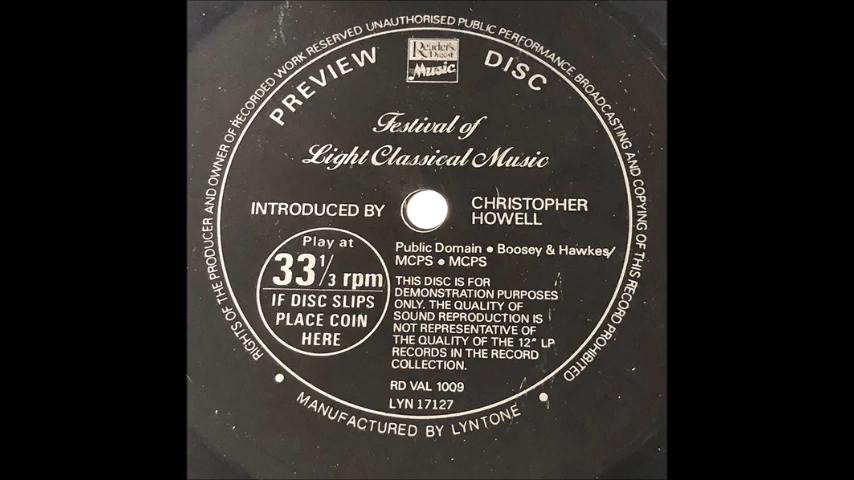 RIGHTS OF THE PRODUCER AND OWNER OF RECORDED WORK RESERVED UNAUTHORISED PUBLIC PERFORMANCE, BROADCASTING AND COPYING OF THIS RECORD PROHIBITED
PREVIEW DISC
Reader's
Digest
Music
Festival of
Light Classical Music
INTRODUCED BY CHRISTOPHER
HOWELL
Public Domain • Boosey & Hawkes/
MCPS • MCPS
Play at
33 1/3 rpm
IF DISC SLIPS
PLACE COIN
HERE
THIS DISC IS FOR
DEMONSTRATION PURPOSES
ONLY. THE QUALITY OF
SOUND REPRODUCTION IS
NOT REPRESENTATIVE OF
THE QUALITY OF THE 12" LP
RECORDS IN THE RECORD
COLLECTION.
RD VAL 1009
LYN 17127
• MANUFACTURED BY LYNTONE •